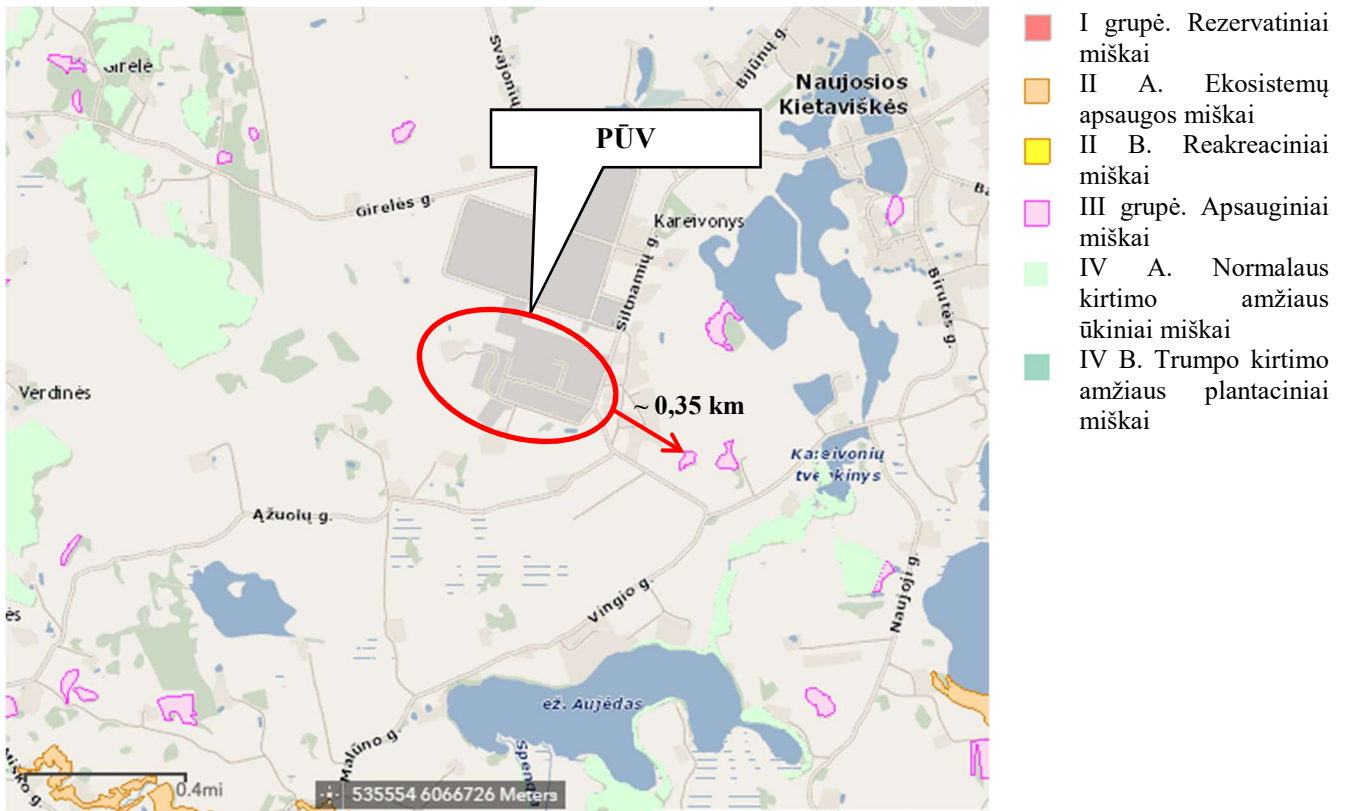 Girelė
Svajonių
Bijūnų g.
Naujosios
Kietaviškės
PŪV
Girelės g.
Kareivonys
Šiltnamių g.
Birutės g.
Verdinės
~ 0,35 km
Kareivonių
tvenkinys
Ąžuolų g.
Vingio g.
Naujoji g.
ės
ež. Aujėdas
Malūno g.
Miško g.
0.4mi
535554 6066726 Meters
I grupė. Rezervatiniai
miškai
II A. Ekosistemų
apsaugos miškai
II B. Reakreaciniai
miškai
III grupė. Apsauginiai
miškai
IV A. Normalaus
kirtimo amžiaus
ūkiniai miškai
IV B. Trumpo kirtimo
amžiaus plantaciniai
miškai